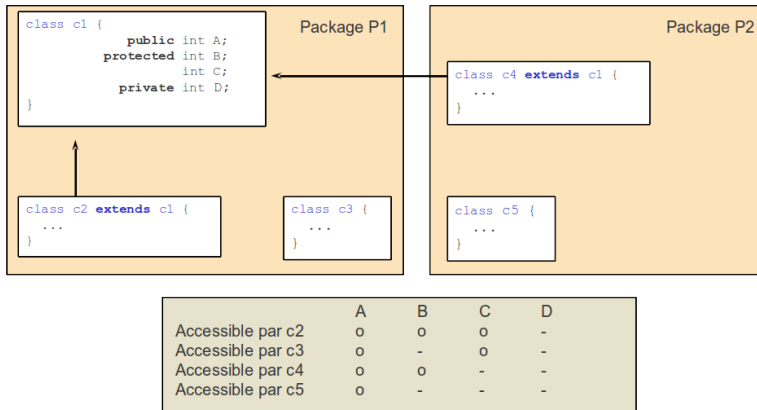 class c1 {
public int A;
protected int B;
int C;
private int D;
}
Package P1
Package P2
class c4 extends c1 {
...
}
class c2 extends c1 {
...
}
class c3 {
...
}
class c5 {
...
}
A B C D
Accessible par c2 o o o -
Accessible par c3 o - o -
Accessible par c4 o o - -
Accessible par c5 o - - -